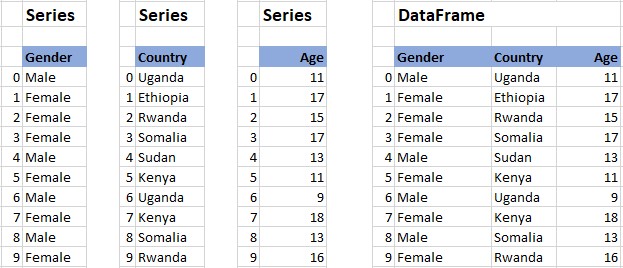 Series Series Series DataFrame
Gender Country Age Gender Country Age
0 Male 0 Uganda 0 11 0 Male Uganda 11
1 Female 1 Ethiopia 1 17 1 Female Ethiopia 17
2 Female 2 Rwanda 2 15 2 Female Rwanda 15
3 Female 3 Somalia 3 17 3 Female Somalia 17
4 Male 4 Sudan 4 13 4 Male Sudan 13
5 Female 5 Kenya 5 11 5 Female Kenya 11
6 Male 6 Uganda 6 9 6 Male Uganda 9
7 Female 7 Kenya 7 18 7 Female Kenya 18
8 Male 8 Somalia 8 13 8 Male Somalia 13
9 Female 9 Rwanda 9 16 9 Female Rwanda 16